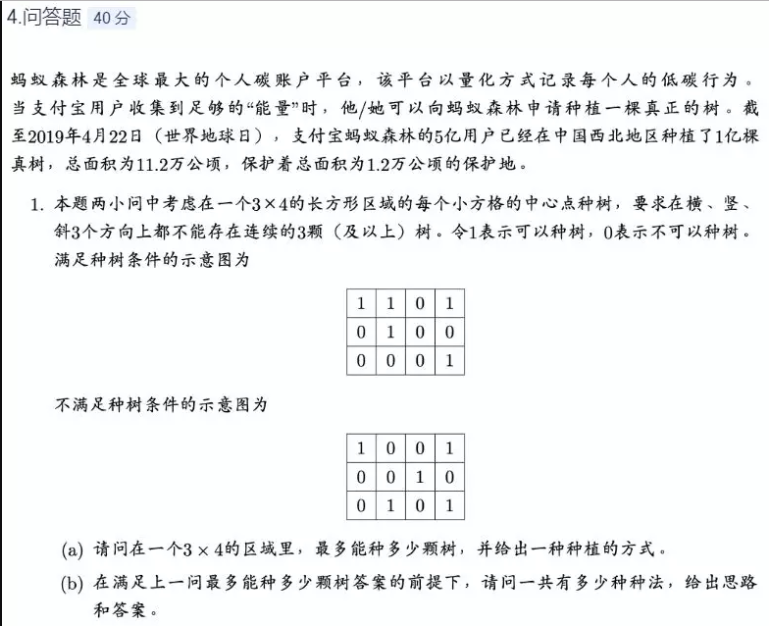 4.问答题 40 分
蚂蚁森林是全球最大的个人碳账户平台，该平台以量化方式记录每个人的低碳行为。
当支付宝用户收集到足够的“能量”时，他/她可以向蚂蚁森林申请种植一棵真正的树。截
至2019年4月22日（世界地球日），支付宝蚂蚁森林的5亿用户已经在中国西北地区种植了1亿棵
真树，总面积为11.2万公顷，保护着总面积为1.2万公顷的保护地。
1. 本题两小问中考虑在一个3×4的长方形区域的每个小方格的中心点种树，要求在横、竖、
斜3个方向上都不能存在连续的3颗（及以上）树。令1表示可以种树，0表示不可以种树。
满足种树条件的示意图为
1 1 0 1
0 1 0 0
0 0 0 1
不满足种树条件的示意图为
1 0 0 1
0 0 1 0
0 1 0 1
(a) 请问在一个3 × 4的区域里，最多能种多少颗树，并给出一种种植的方式。
(b) 在满足上一问最多能种多少颗树答案的前提下，请问一共有多少种种法，给出思路
和答案。